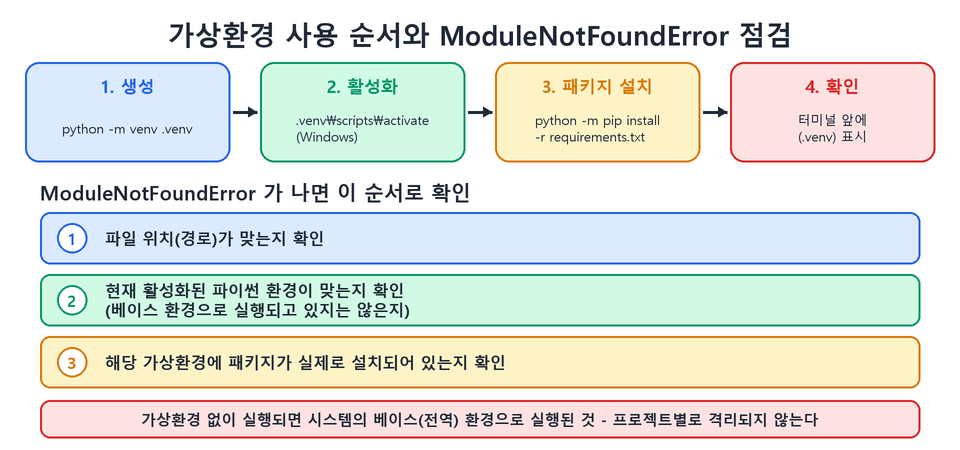 가상환경 사용 순서와 ModuleNotFoundError 점검
1. 생성
python -m venv .venv
2. 활성화
.venv₩scripts₩activate
(Windows)
3. 패키지 설치
python -m pip install
-r requirements.txt
4. 확인
터미널 앞에
(.venv) 표시
ModuleNotFoundError 가 나면 이 순서로 확인
1
파일 위치(경로)가 맞는지 확인
2
현재 활성화된 파이썬 환경이 맞는지 확인
(베이스 환경으로 실행되고 있지는 않은지)
3
해당 가상환경에 패키지가 실제로 설치되어 있는지 확인
가상환경 없이 실행되면 시스템의 베이스(전역) 환경으로 실행된 것 - 프로젝트별로 격리되지 않는다